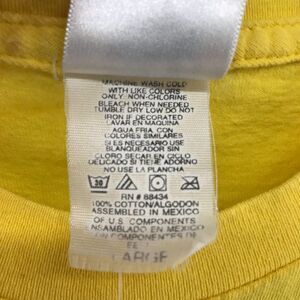 MACHINE WASH COLD
WITH LIKE COLORS
ONLY. NON-CHLORINE
BLEACH WHEN NEEDED
TUMBLE DRY LOW DO NOT
IRON IF DECORATED
LAVAR EN MAQUINA
AGUA FRIA, CON
COLORES SIMILARES
SI ES NECESARIO USE
BLANQUEADOR SIN
CLORO SECAR EN CICLO
DELICADO SI TIENE ADORNO
NO USE LA PLANCHA
30
RN # 88434
100% COTTON/ALGODON
ASSEMBLED IN MEXICO
OF U.S. COMPONENTS
ENSAMBLADO EN MEXICO
COMPONENTES DE
EE
LARGE